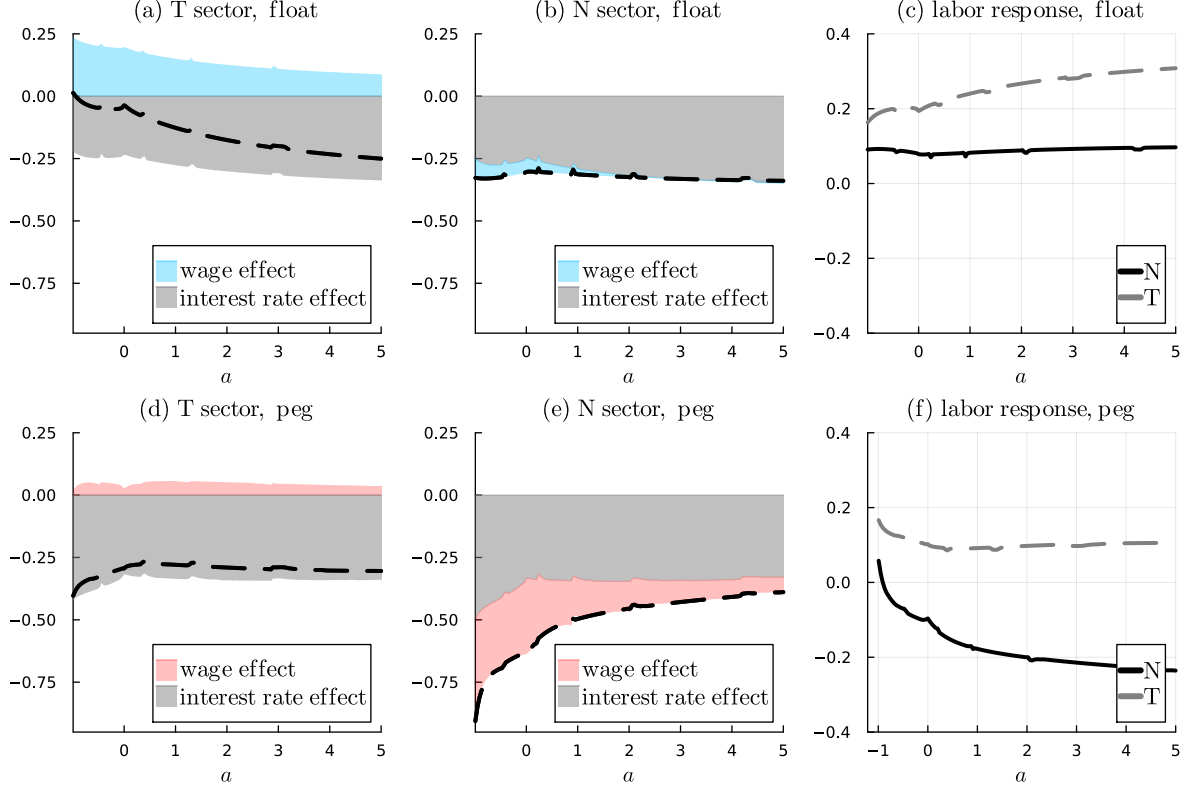 (a) T sector, float
0.25
0.00
−0.25
−0.50
−0.75
wage effect
interest rate effect
0 1 2 3 4 5
a
(b) N sector, float
0.25
0.00
−0.25
−0.50
−0.75
wage effect
interest rate effect
0 1 2 3 4 5
a
(c) labor response, float
0.4
0.2
0.0
−0.2
−0.4
N
T
0 1 2 3 4 5
a
(d) T sector, peg
0.25
0.00
−0.25
−0.50
−0.75
wage effect
interest rate effect
0 1 2 3 4 5
a
(e) N sector, peg
0.25
0.00
−0.25
−0.50
−0.75
wage effect
interest rate effect
0 1 2 3 4 5
a
(f) labor response, peg
0.4
0.2
0.0
−0.2
−0.4
N
T
−1 0 1 2 3 4 5
a